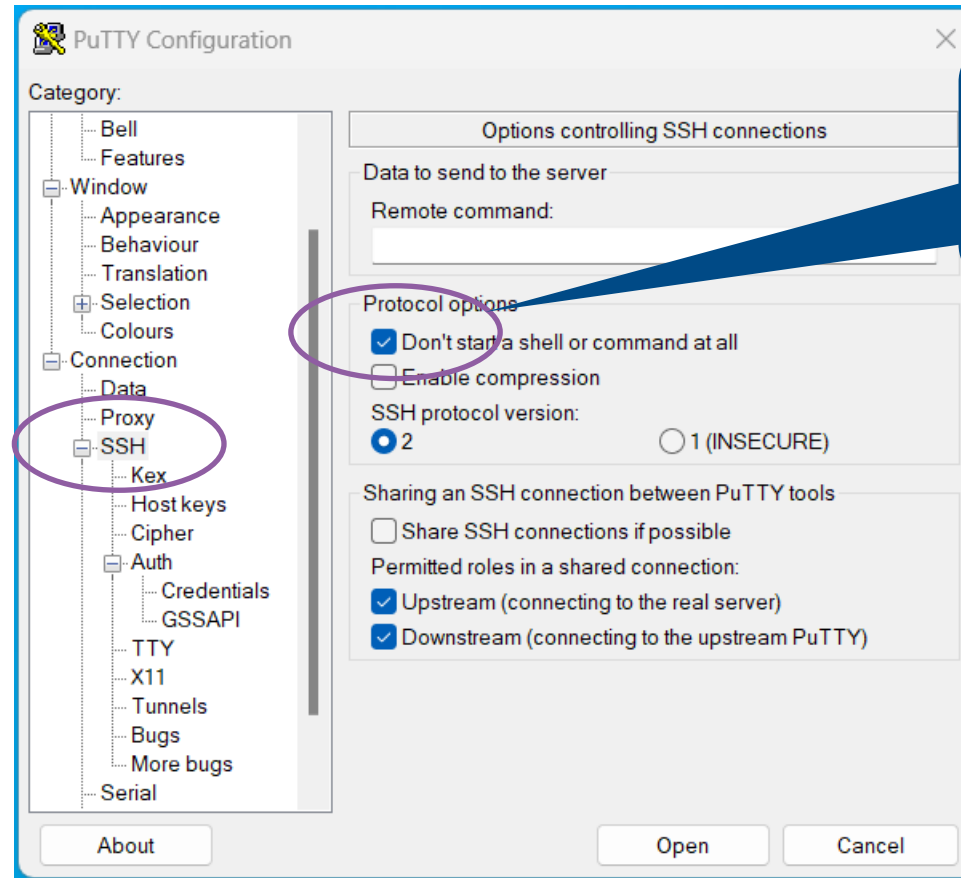 PuTTY Configuration
Category:
Bell
Features
Window
Appearance
Behaviour
Translation
Selection
Colours
Connection
Data
Proxy
SSH
Kex
Host keys
Cipher
Auth
Credentials
GSSAPI
TTY
X11
Tunnels
Bugs
More bugs
Serial
Options controlling SSH connections
Data to send to the server
Remote command:
Protocol options
Don't start a shell or command at all
Enable compression
SSH protocol version:
2 1 (INSECURE)
Sharing an SSH connection between PuTTY tools
Share SSH connections if possible
Permitted roles in a shared connection:
Upstream (connecting to the real server)
Downstream (connecting to the upstream PuTTY)
About Open Cancel